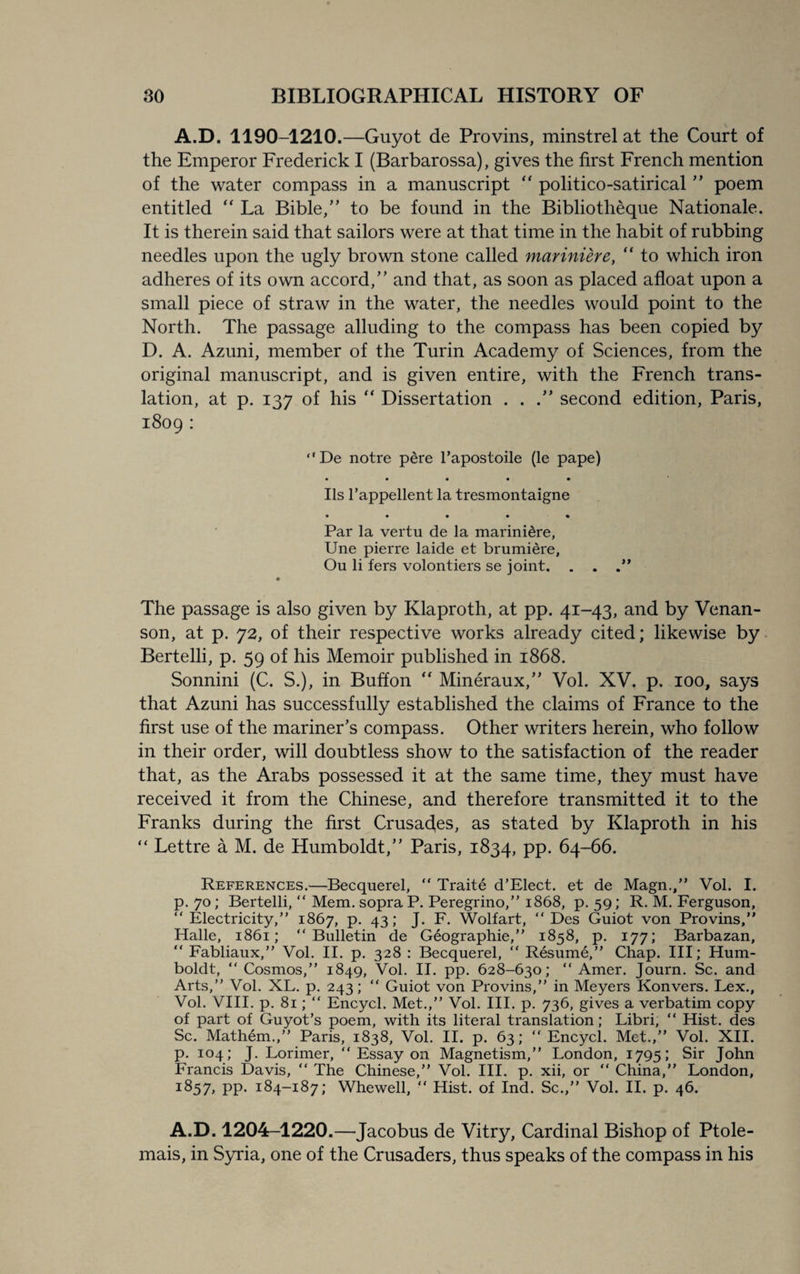 30 BIBLIOGRAPHICAL HISTORY OF
A.D. 1190–1210.—Guyot de Provins, minstrel at the Court of
the Emperor Frederick I (Barbarossa), gives the first French mention
of the water compass in a manuscript “ politico-satirical ” poem
entitled “ La Bible,” to be found in the Bibliothèque Nationale.
It is therein said that sailors were at that time in the habit of rubbing
needles upon the ugly brown stone called marinière, “ to which iron
adheres of its own accord,” and that, as soon as placed afloat upon a
small piece of straw in the water, the needles would point to the
North. The passage alluding to the compass has been copied by
D. A. Azuni, member of the Turin Academy of Sciences, from the
original manuscript, and is given entire, with the French trans-
lation, at p. 137 of his “ Dissertation . . .” second edition, Paris,
1809 :
“ De notre père l’apostoile (le pape)
. . . . .
Ils l’appellent la tresmontaigne
. . . . .
Par la vertu de la marinière,
Une pierre laide et brumière,
Ou li fers volontiers se joint. . . .”
The passage is also given by Klaproth, at pp. 41–43, and by Venan-
son, at p. 72, of their respective works already cited; likewise by
Bertelli, p. 59 of his Memoir published in 1868.
Sonnini (C. S.), in Buffon “ Minéraux,” Vol. XV. p. 100, says
that Azuni has successfully established the claims of France to the
first use of the mariner’s compass. Other writers herein, who follow
in their order, will doubtless show to the satisfaction of the reader
that, as the Arabs possessed it at the same time, they must have
received it from the Chinese, and therefore transmitted it to the
Franks during the first Crusades, as stated by Klaproth in his
“ Lettre à M. de Humboldt,” Paris, 1834, pp. 64–66.
References.—Becquerel, “ Traité d’Elect. et de Magn.,” Vol. I.
p. 70 ; Bertelli, “ Mem. sopra P. Peregrino,” 1868, p. 59 ; R. M. Ferguson,
“ Electricity,” 1867, p. 43 ; J. F. Wolfart, “ Des Guiot von Provins,”
Halle, 1861 ; “ Bulletin de Géographie,” 1858, p. 177; Barbazan,
“ Fabliaux,” Vol. II. p. 328 : Becquerel, “ Résumé,” Chap. III; Hum-
boldt, “ Cosmos,” 1849, Vol. II. pp. 628–630; “ Amer. Journ. Sc. and
Arts,” Vol. XL. p. 243 ; “ Guiot von Provins,” in Meyers Konvers. Lex.,
Vol. VIII. p. 81 ; “ Encycl. Met.,” Vol. III. p. 736, gives a verbatim copy
of part of Guyot’s poem, with its literal translation; Libri, “ Hist. des
Sc. Mathém.,” Paris, 1838, Vol. II. p. 63; “ Encycl. Met.,” Vol. XII.
p. 104; J. Lorimer, “ Essay on Magnetism,” London, 1795; Sir John
Francis Davis, “ The Chinese,” Vol. III. p. xii, or “ China,” London,
1857, pp. 184–187; Whewell, “ Hist. of Ind. Sc.,” Vol. II. p. 46.
A.D. 1204–1220.—Jacobus de Vitry, Cardinal Bishop of Ptole-
mais, in Syria, one of the Crusaders, thus speaks of the compass in his